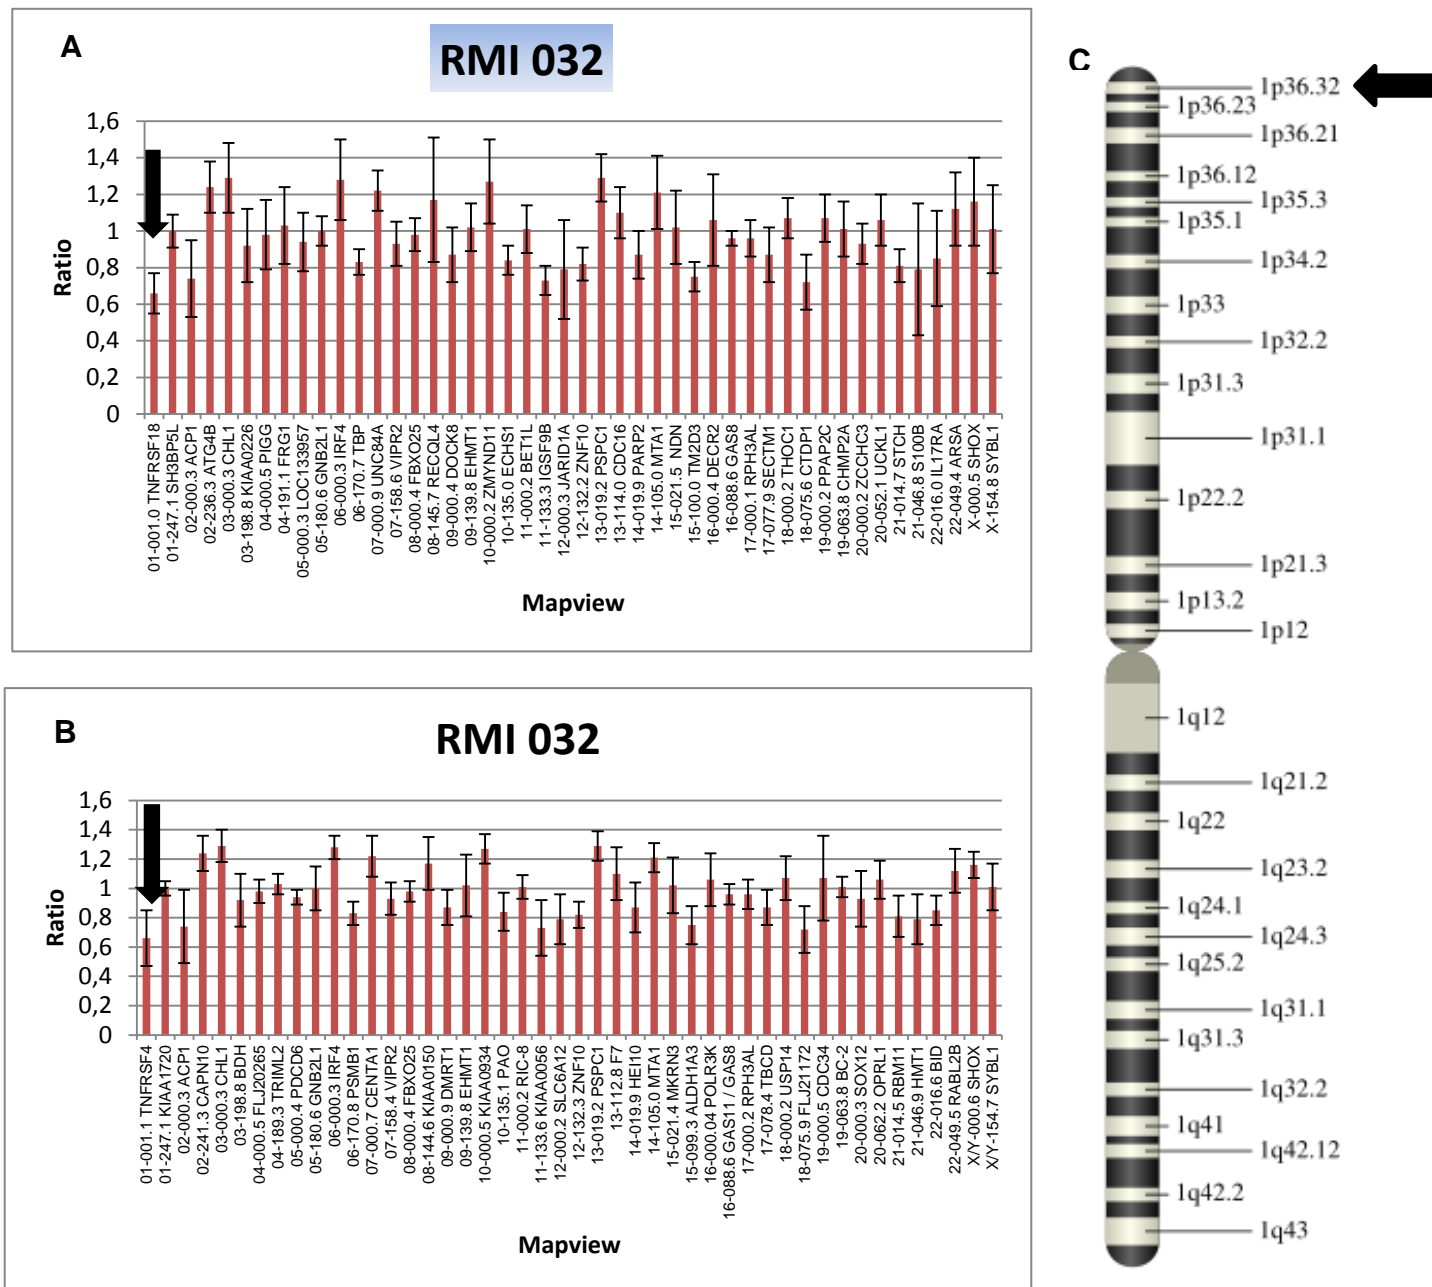 A
RMI 032
1,6
1,4
1,2
1
0,8
0,6
0,4
0,2
0
Ratio
01-001.0 TNFRSF18
01-247.1 SH3BP5L
02-000.3 ACP1
02-236.3 ATG4B
03-000.3 CHL1
03-198.8 KIAA0226
04-000.5 PIGG
04-191.1 FRG1
05-000.3 LOC133957
05-180.6 GNB2L1
06-000.3 IRF4
06-170.7 TBP
07-000.9 UNC84A
07-158.6 VIPR2
08-000.4 FBXO25
08-145.7 RECQL4
09-000.4 DOCK8
09-139.8 EHMT1
10-000.2 ZMYND11
10-135.0 ECHS1
11-000.2 BET1L
11-133.3 IGSF9B
12-000.3 JARID1A
12-132.2 ZNF10
13-019.2 PSPC1
13-114.0 CDC16
14-019.9 PARP2
14-105.0 MTA1
15-021.5 NDN
15-100.0 TM2D3
16-000.4 DECR2
16-088.6 GAS8
17-000.1 RPH3AL
17-077.9 SECTM1
18-000.2 THOC1
18-075.6 CTDP1
19-000.2 PPAP2C
19-063.8 CHMP2A
20-000.2 ZCCHC3
20-052.1 UCKL1
21-014.7 STCH
21-046.8 S100B
22-016.0 IL17RA
22-049.4 ARSA
X-000.5 SHOX
X-154.8 SYBL1
Mapview
B
RMI 032
1,6
1,4
1,2
1
0,8
0,6
0,4
0,2
0
Ratio
01-001.1 TNFRSF4
01-247.1 KIAA1720
02-000.3 ACP1
02-241.3 CAPN10
03-000.3 CHL1
03-198.8 BDH
04-000.5 FLJ20265
04-189.3 TRIML2
05-000.4 PDCD6
05-180.6 GNB2L1
06-000.3 IRF4
06-170.8 PSMB1
07-000.7 CENTA1
07-158.4 VIPR2
08-000.4 FBXO25
08-144.6 KIAA0150
09-000.9 DMRT1
09-139.8 EHMT1
10-000.5 KIAA0934
10-135.1 PAO
11-000.2 RIC-8
11-133.6 KIAA0056
12-000.2 SLC6A12
12-132.3 ZNF10
13-019.2 PSPC1
13-112.8 F7
14-019.9 HEI10
14-105.0 MTA1
15-021.4 MKRN3
15-099.3 ALDH1A3
16-000.04 POLR3K
16-088.6 GAS11 / GAS8
17-000.2 RPH3AL
17-078.4 TBCD
18-000.2 USP14
18-075.9 FLJ21172
19-000.5 CDC34
19-063.8 BC-2
20-000.3 SOX12
20-062.2 OPRL1
21-014.5 RBM11
21-046.9 HMT1
22-016.6 BID
22-049.5 RABL2B
X/Y-000.6 SHOX
X/Y-154.7 SYBL1
Mapview
C
1p36.32
1p36.23
1p36.21
1p36.12
1p35.3
1p35.1
1p34.2
1p33
1p32.2
1p31.3
1p31.1
1p22.2
1p21.3
1p13.2
1p12
1q12
1q21.2
1q22
1q23.2
1q24.1
1q24.3
1q25.2
1q31.1
1q31.3
1q32.2
1q41
1q42.12
1q42.2
1q43